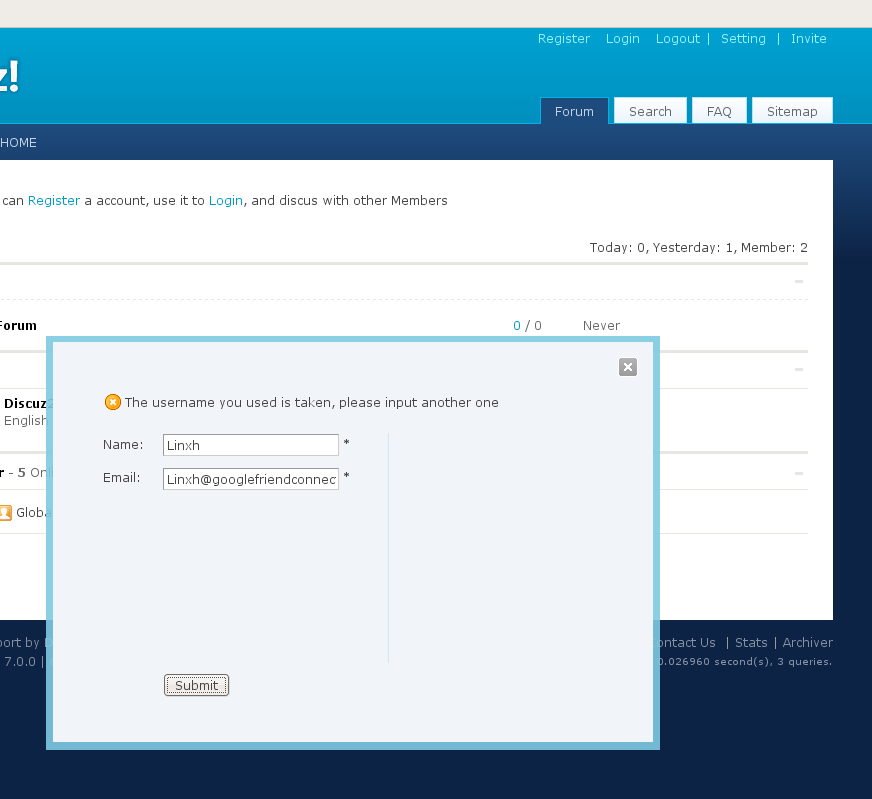 Register Login Logout | Setting | Invite
z!
Forum Search FAQ Sitemap
HOME
can Register a account, use it to Login, and discus with other Members
Today: 0, Yesterday: 1, Member: 2
Forum 0 / 0 Never
The username you used is taken, please input another one
Discuz
English
Name: Linxh *
Email: Linxh@googlefriendconnec *
r - 5 Onl
Globa
port by D
ontact Us | Stats | Archiver
7.0.0 |
0.026960 second(s), 3 queries.
Submit